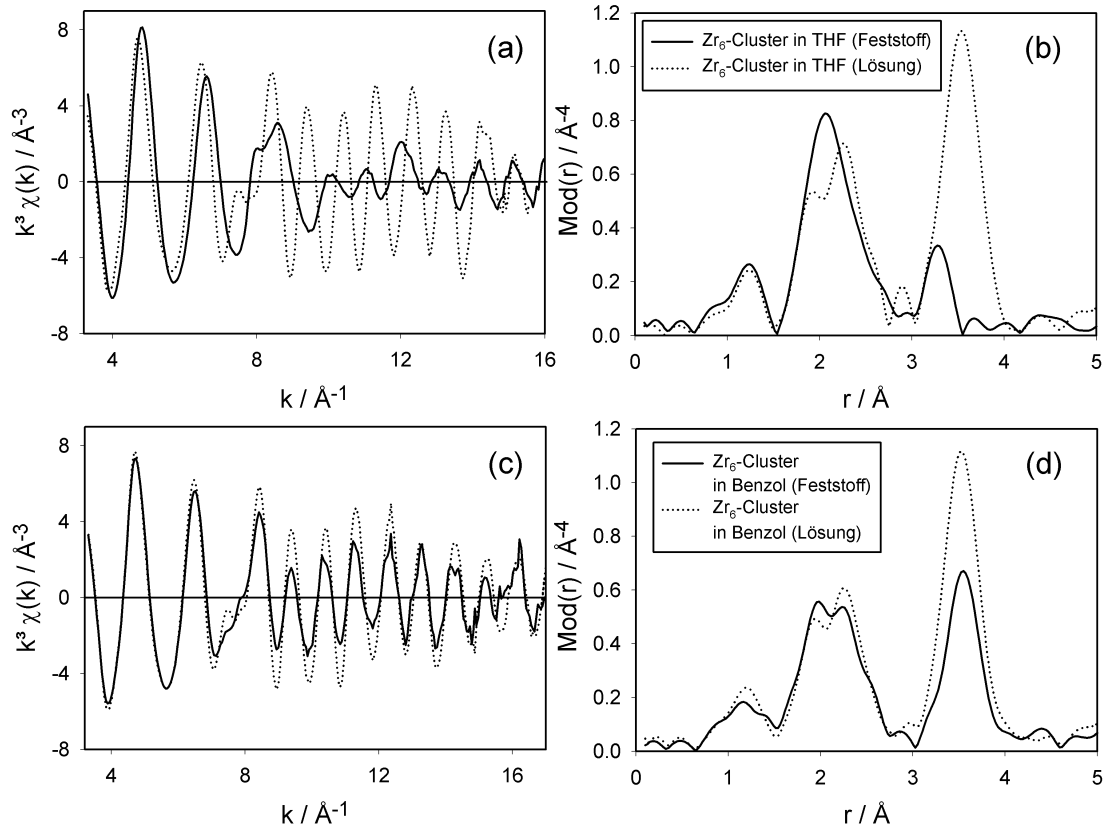 (a)
k³ χ(k) / Å-3
8
4
0
-4
-8
4
8
12
16
k / Å-1
(b)
Zr6-Cluster in THF (Feststoff)
Zr6-Cluster in THF (Lösung)
Mod(r) / Å-4
1.2
1.0
0.8
0.6
0.4
0.2
0.0
0
1
2
3
4
5
r / Å
(c)
k³ χ(k) / Å-3
8
4
0
-4
-8
4
8
12
16
k / Å-1
(d)
Zr6-Cluster
in Benzol (Feststoff)
Zr6-Cluster
in Benzol (Lösung)
Mod(r) / Å-4
1.2
1.0
0.8
0.6
0.4
0.2
0.0
0
1
2
3
4
5
r / Å